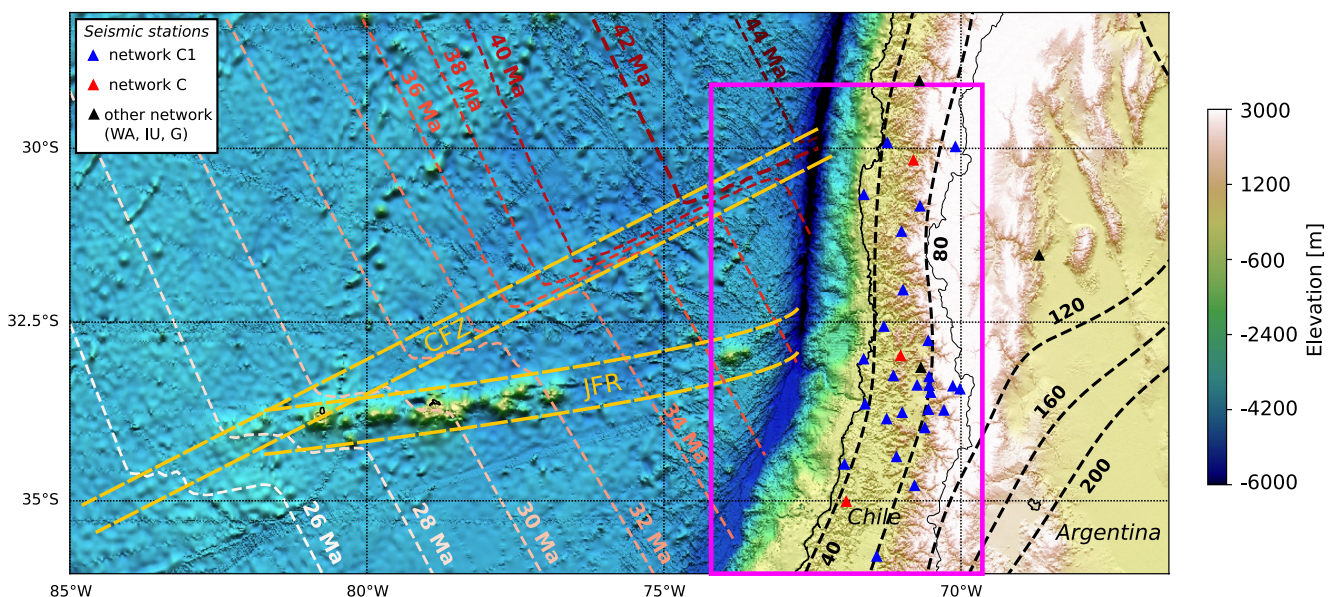 Seismic stations
network C1
network C
other network
(WA, IU, G)
36 Ma
38 Ma
40 Ma
42 Ma
44 Ma
30°S
32.5°S
35°S
CFZ
JFR
0
4
34 Ma
26 Ma
28 Ma
30 Ma
32 Ma
80
120
160
200
40
Chile
Argentina
85°W
80°W
75°W
70°W
3000
1200
-600
-2400
-4200
-6000
Elevation [m]